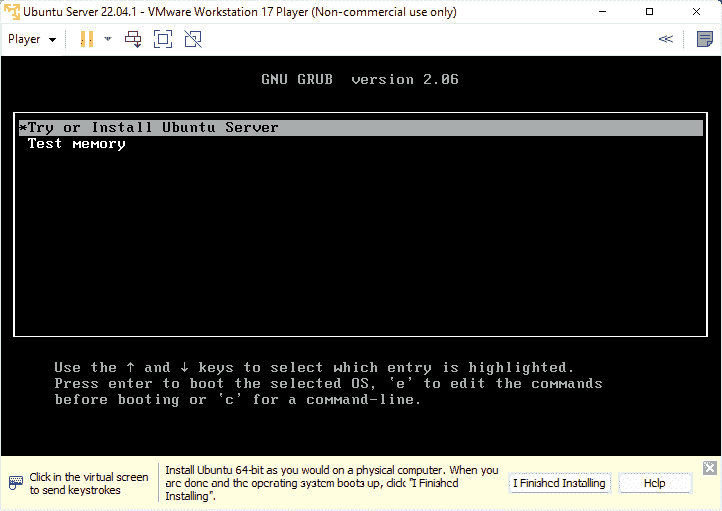 Ubuntu Server 22.04.1 - VMware Workstation 17 Player (Non-commercial use only)
Player
GNU GRUB version 2.06
*Try or Install Ubuntu Server
Test memory
Use the ↑ and ↓ keys to select which entry is highlighted.
Press enter to boot the selected OS, `e' to edit the commands
before booting or `c' for a command-line.
Click in the virtual screen
to send keystrokes
Install Ubuntu 64-bit as you would on a physical computer. When you
are done and the operating system boots up, click "I Finished
Installing".
I Finished Installing
Help